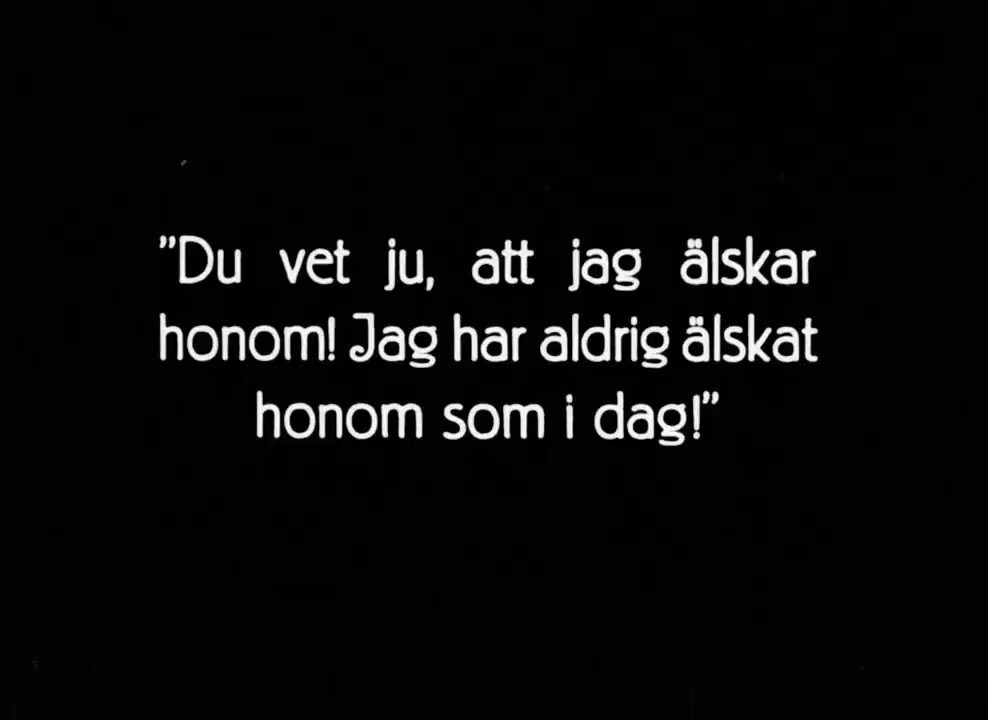 ”Du vet ju, att jag älskar
honom! Jag har aldrig älskat
honom som i dag!”